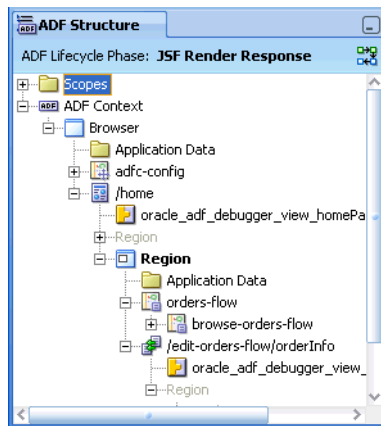 ADF Structure
ADF Lifecycle Phase: JSF Render Response
Scopes
ADF ADF Context
Browser
Application Data
adfc-config
/home
oracle_adf_debugger_view_homePa
Region
Region
Application Data
orders-flow
browse-orders-flow
/edit-orders-flow/orderInfo
oracle_adf_debugger_view_
Region